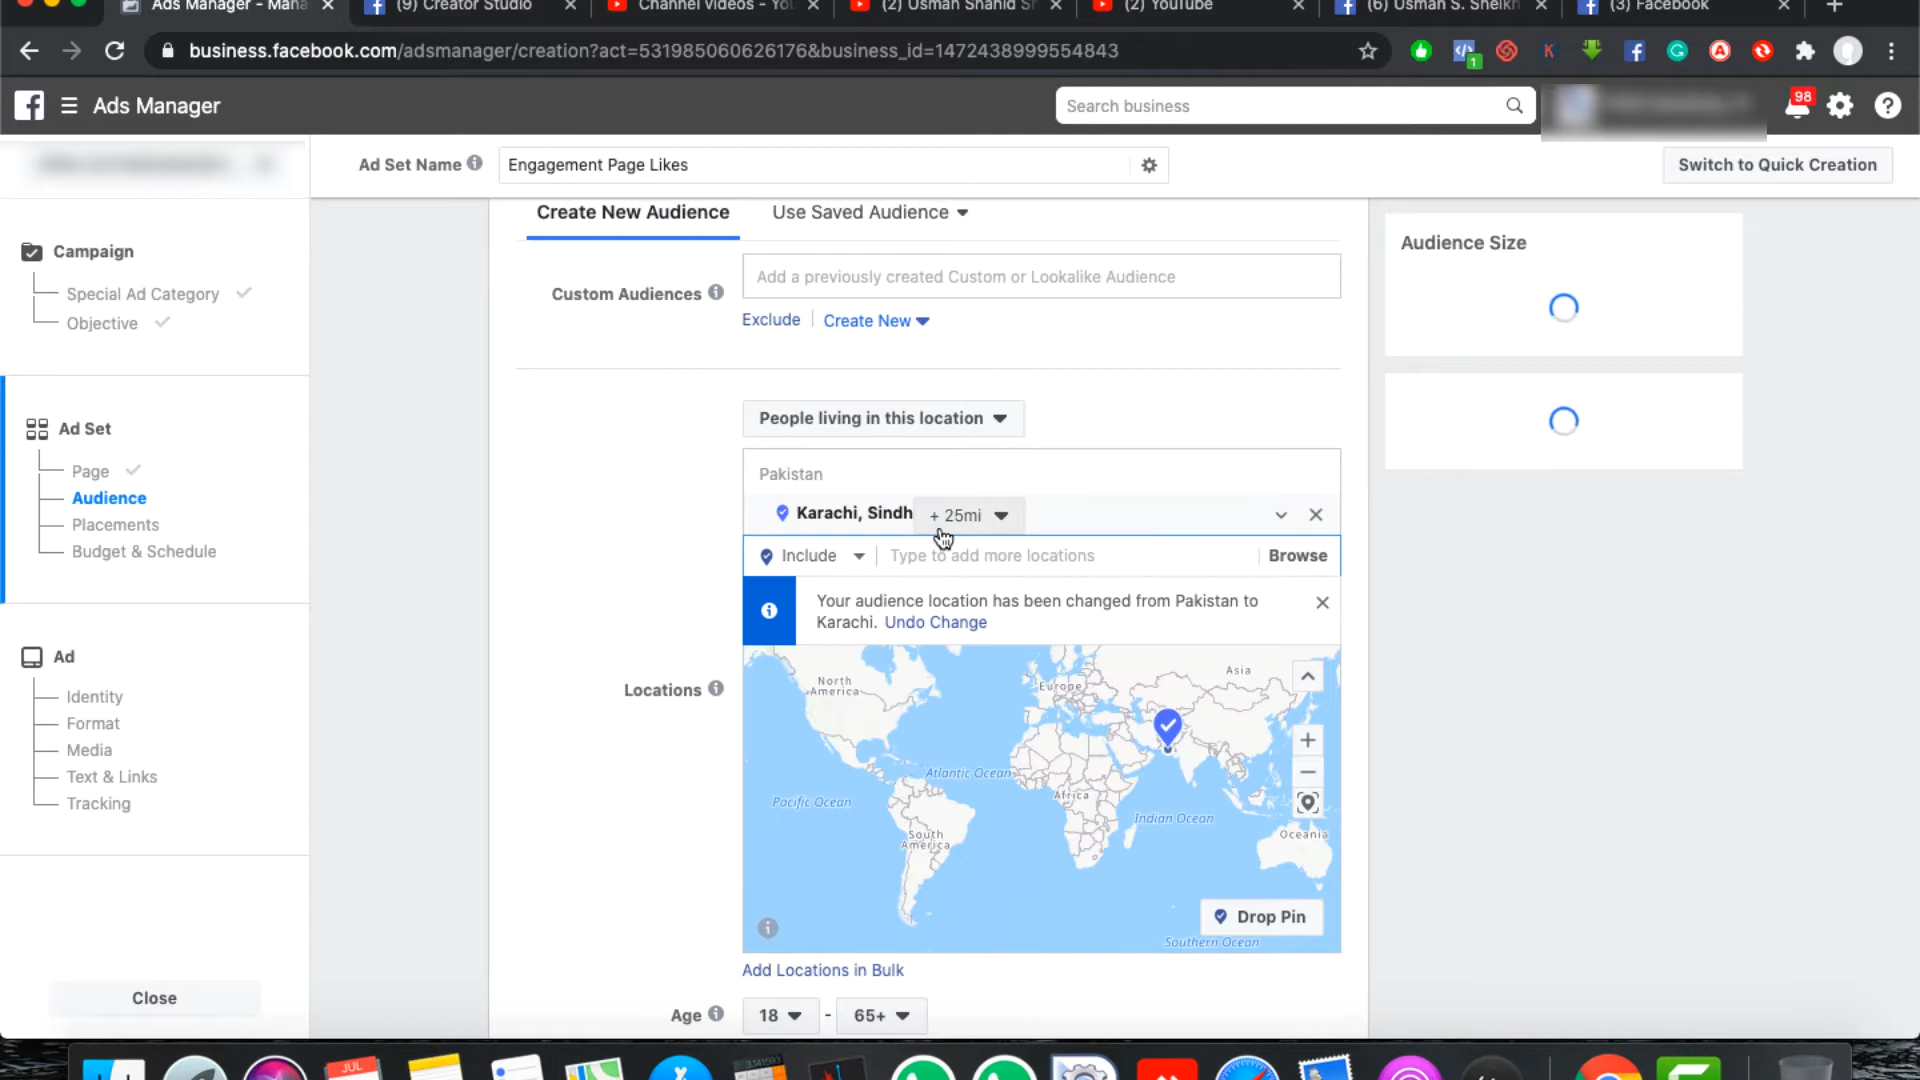 Ads Manager - Mana
(9) Creator Studio
Channel videos - You
(2) Usman Shahid Sh
(2) YouTube
(6) Usman S. Sheikh
(3) Facebook
business.facebook.com/adsmanager/creation?act=531985060626176&business_id=1472438999554843
1
Ads Manager
Search business
98
Ad Set Name
Engagement Page Likes
Switch to Quick Creation
Campaign
Special Ad Category
Objective
Ad Set
Page
Audience
Placements
Budget & Schedule
Ad
Identity
Format
Media
Text & Links
Tracking
Close
Create New Audience
Use Saved Audience
Custom Audiences
Add a previously created Custom or Lookalike Audience
Exclude
Create New
People living in this location
Pakistan
Karachi, Sindh
+ 25mi
Include
Type to add more locations
Browse
Your audience location has been changed from Pakistan to
Karachi. Undo Change
Locations
North
America
Europe
Asia
Atlantic Ocean
Africa
Pacific Ocean
Indian Ocean
South
America
Oceania
Drop Pin
Southern Ocean
Add Locations in Bulk
Age
18
-
65+
Audience Size
JUL